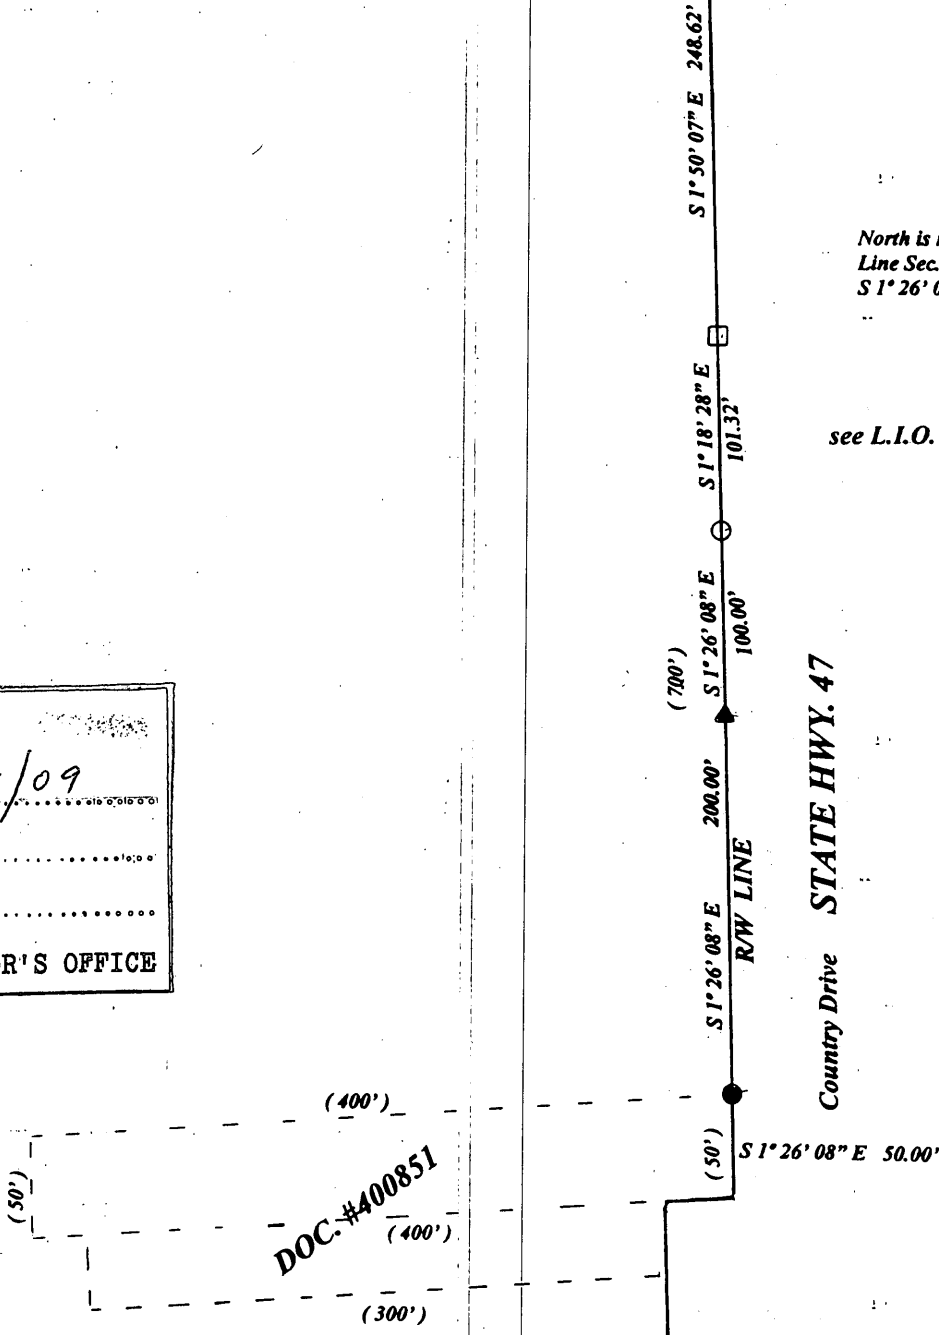 S 1° 50' 07" E 248.62'
North is
Line Sec.
S 1° 26' 0
S 1° 18' 28" E
101.32'
see L.I.O.
S 1° 26' 08" E
100.00'
(700')
STATE HWY. 47
/09
S 1° 26' 08" E 200.00'
R/W LINE
R'S OFFICE
Country Drive
(400')
(50')
S 1° 26' 08" E 50.00'
(50')
DOC. #400851
(400')
(300')